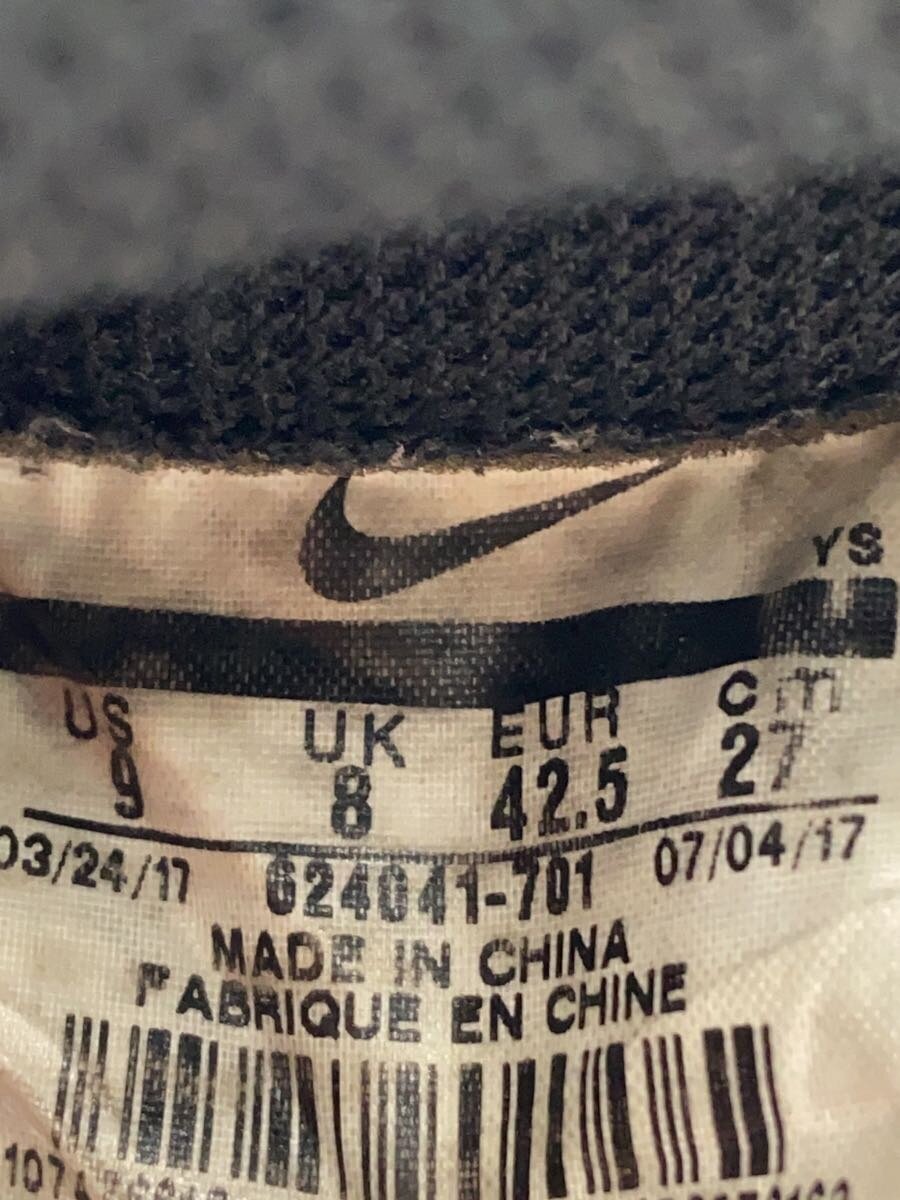 YS
US UK EUR cm
9 8 42.5 27
03/24/17 624041-701 07/04/17
MADE IN CHINA
FABRIQUE EN CHINE